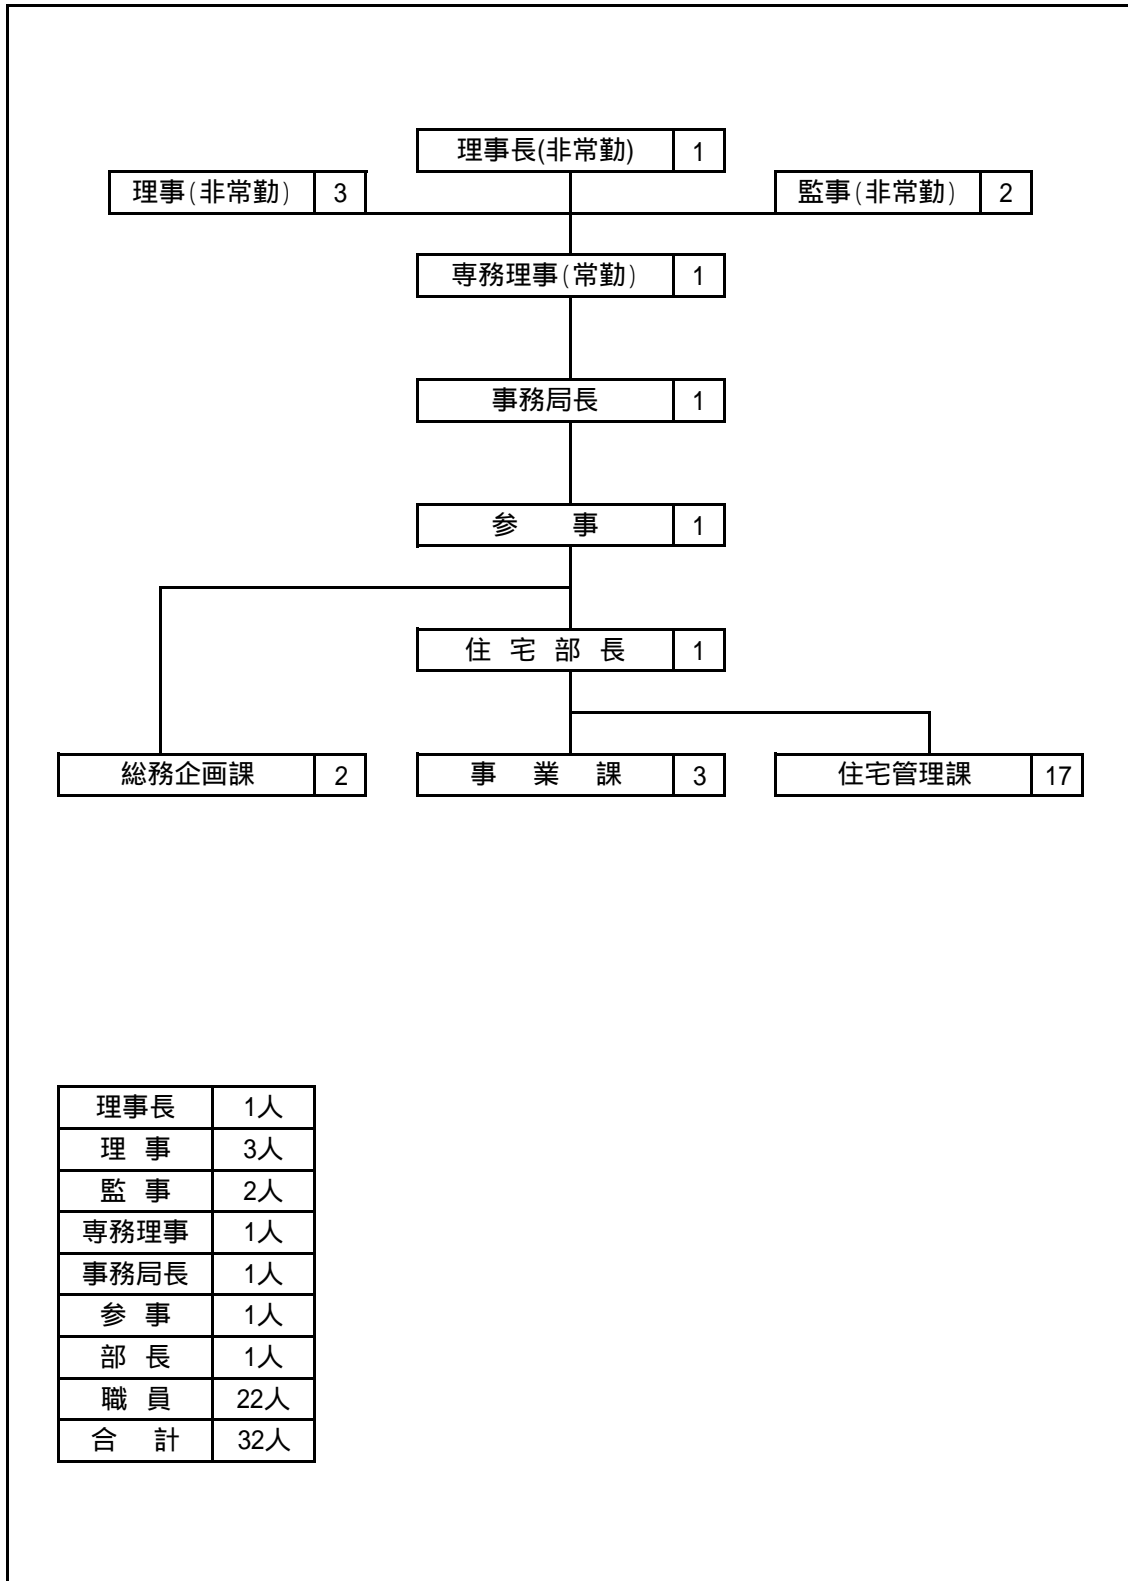 理事長(非常勤) 1
理事(非常勤) 3
監事(非常勤) 2
専務理事(常勤) 1
事務局長 1
参 事 1
住 宅 部 長 1
総務企画課 2
事 業 課 3
住宅管理課 17
理事長 1人
理 事 3人
監 事 2人
専務理事 1人
事務局長 1人
参 事 1人
部 長 1人
職 員 22人
合 計 32人